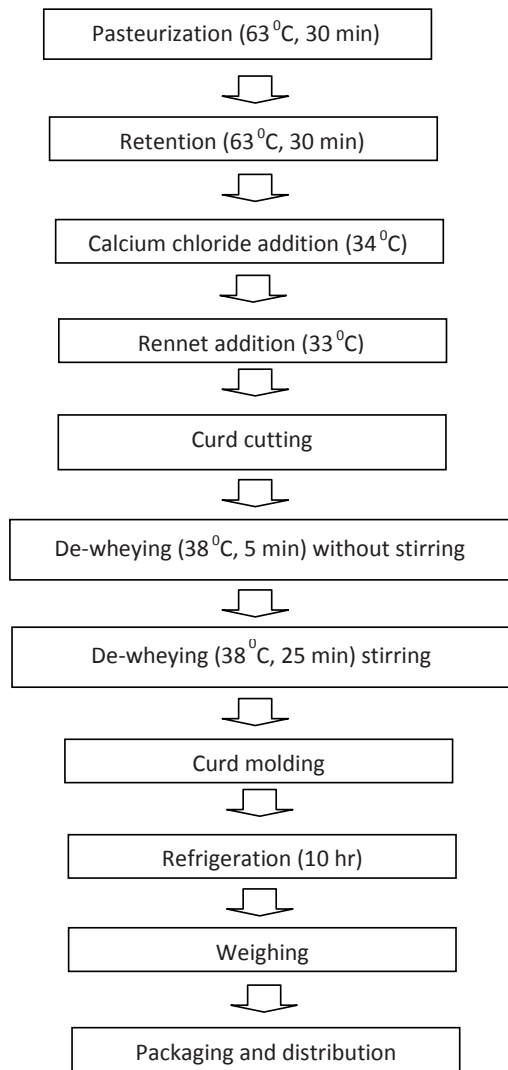 Pasteurization (63⁰C, 30 min)
Retention (63⁰C, 30 min)
Calcium chloride addition (34⁰C)
Rennet addition (33⁰C)
Curd cutting
De-wheying (38⁰C, 5 min) without stirring
De-wheying (38⁰C, 25 min) stirring
Curd molding
Refrigeration (10 hr)
Weighing
Packaging and distribution